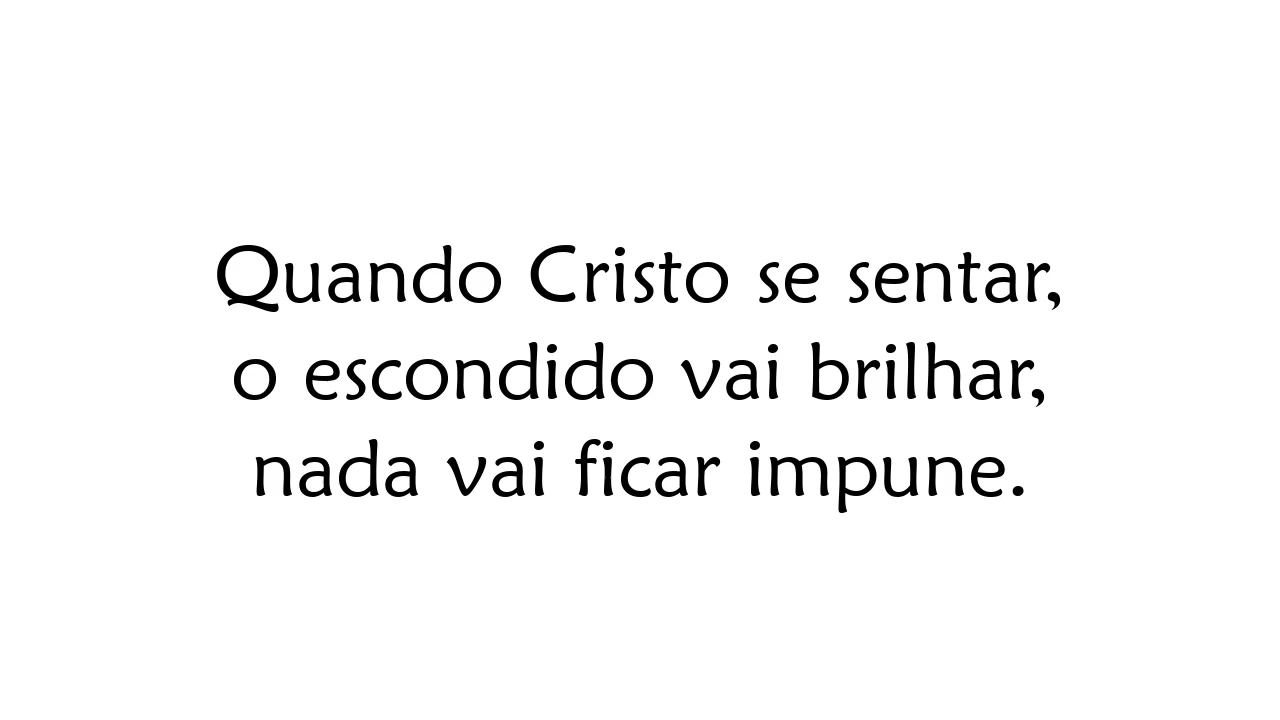 Quando Cristo se sentar,
o escondido vai brilhar,
nada vai ficar impune.